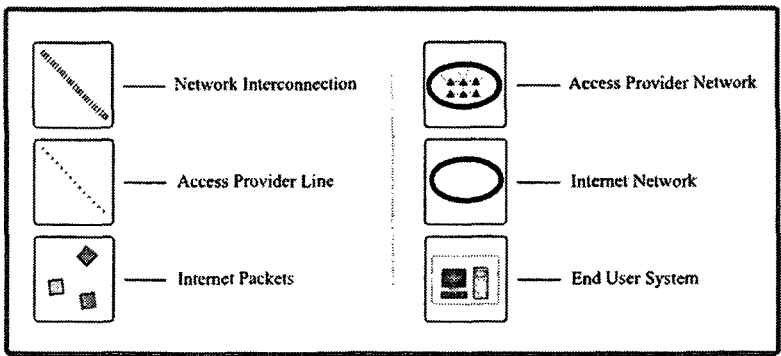 Network Interconnection
Access Provider Line
Internet Packets
Access Provider Network
Internet Network
End User System